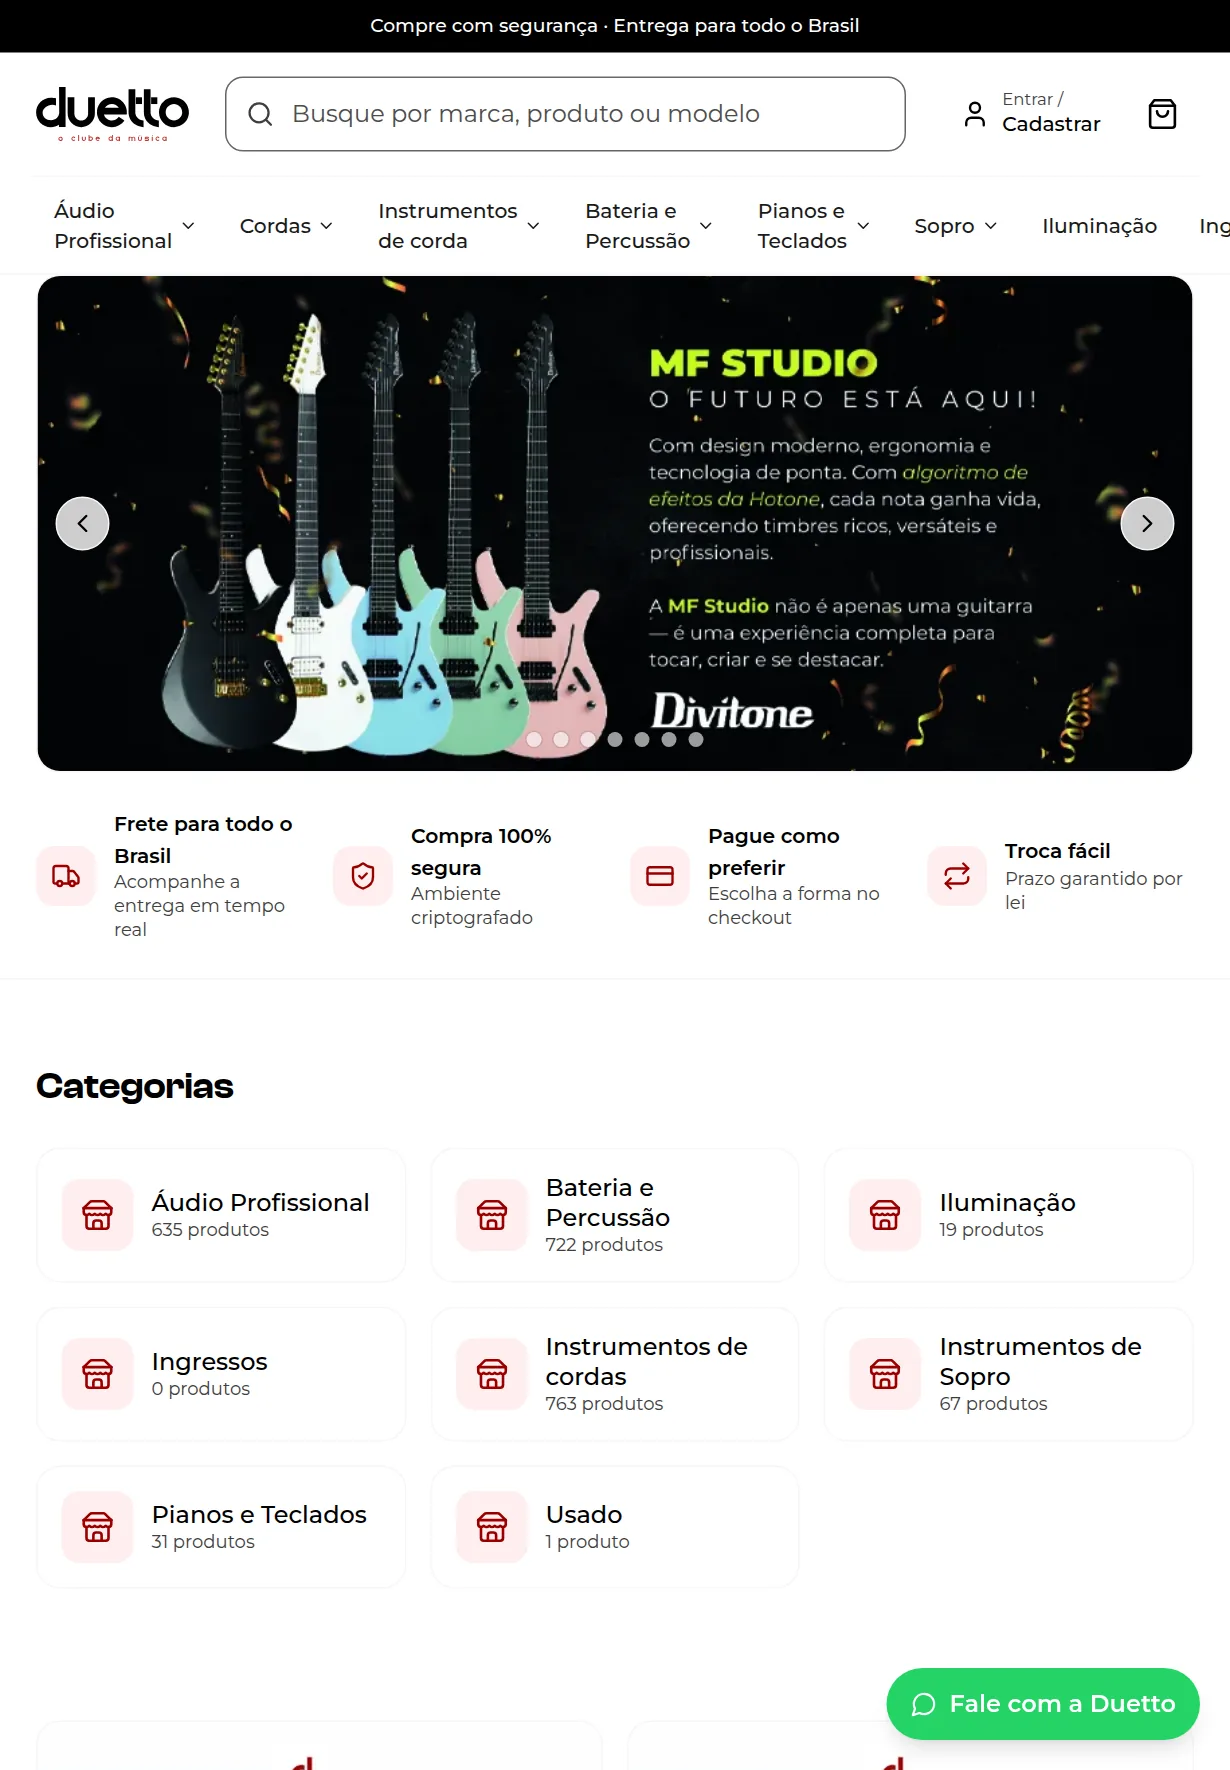 Compre com segurança · Entrega para todo o Brasil
duetto
o clube da música
Busque por marca, produto ou modelo
Entrar /
Cadastrar
Áudio
Profissional
Cordas
Instrumentos
de corda
Bateria e
Percussão
Pianos e
Teclados
Sopro
Iluminação
Ing
MF STUDIO
O FUTURO ESTÁ AQUI!
Com design moderno, ergonomia e
tecnologia de ponta. Com algoritmo de
efeitos da Hotone, cada nota ganha vida,
oferecendo timbres ricos, versáteis e
profissionais.
A MF Studio não é apenas uma guitarra
— é uma experiência completa para
tocar, criar e se destacar.
Divitone
Frete para todo o
Brasil
Acompanhe a
entrega em tempo
real
Compra 100%
segura
Ambiente
criptografado
Pague como
preferir
Escolha a forma no
checkout
Troca fácil
Prazo garantido por
lei
Categorias
Áudio Profissional
635 produtos
Bateria e
Percussão
722 produtos
Iluminação
19 produtos
Ingressos
0 produtos
Instrumentos de
cordas
763 produtos
Instrumentos de
Sopro
67 produtos
Pianos e Teclados
31 produtos
Usado
1 produto
Fale com a Duetto